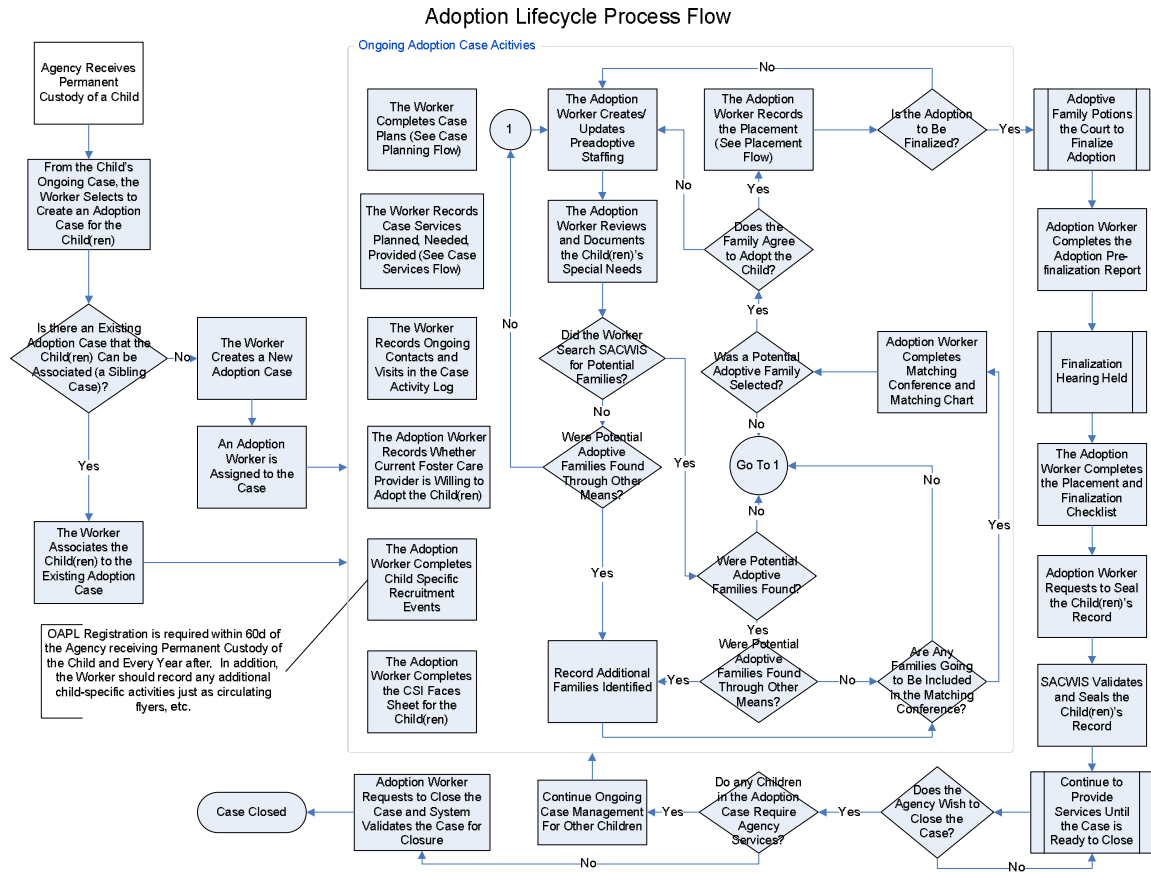 Adoption Lifecycle Process Flow
Ongoing Adoption Case Acitivies
Agency Receives
Permanent
Custody of a Child
From the Child's
Ongoing Case, the
Worker Selects to
Create an Adoption
Case for the
Child(ren)
Is there an Existing
Adoption Case that the
Child(ren) Can be
Associated (a Sibling
Case)?
No
The Worker
Creates a New
Adoption Case
An Adoption
Worker is
Assigned to the
Case
Yes
The Worker
Associates the
Child(ren) to the
Existing Adoption
Case
OAPL Registration is required within 60d of
the Agency receiving Permanent Custody of
the Child and Every Year after. In addition,
the Worker should record any additional
child-specific activities just as circulating
flyers, etc.
The Worker
Completes Case
Plans (See Case
Planning Flow)
The Worker Records
Case Services
Planned, Needed,
Provided (See Case
Services Flow)
The Worker
Records Ongoing
Contacts and
Visits in the Case
Activity Log
The Adoption Worker
Records Whether
Current Foster Care
Provider is Willing to
Adopt the Child(ren)
The Adoption
Worker Completes
Child Specific
Recruitment
Events
The Adoption
Worker Completes
the CSI Faces
Sheet for the
Child(ren)
1
The Adoption
Worker Creates/
Updates
Preadoptive
Staffing
The Adoption
Worker Reviews
and Documents
the Child(ren)'s
Special Needs
Did the Worker
Search SACWIS
for Potential
Families?
No
Yes
Were Potential
Adoptive
Families Found
Through Other
Means?
No
Yes
Record Additional
Families Identified
No
The Adoption
Worker Records
the Placement
(See Placement
Flow)
Yes
Does the
Family Agree
to Adopt the
Child?
No
Yes
Was a Potential
Adoptive Family
Selected?
No
Go To 1
No
Were Potential
Adoptive
Families Found?
Yes
Were Potential
Adoptive
Families Found
Through Other
Means?
Yes
No
Are Any
Families Going
to be Included
in the Matching
Conference?
No
Yes
Adoption Worker
Completes
Matching
Conference and
Matching Chart
Is the Adoption
to Be
Finalized?
Yes
Adoptive
Family Potions
the Court to
Finalize
Adoption
Adoption Worker
Completes the
Adoption Pre-
finalization Report
Finalization
Hearing Held
The Adoption
Worker Completes
the Placement and
Finalization
Checklist
Adoption Worker
Requests to Seal
the Child(ren)'s
Record
SACWIS Validates
and Seals the
Child(ren)'s
Record
Continue to
Provide
Services Until
the Case is
Ready to Close
Does the
Agency Wish to
Close the
Case?
No
Yes
Do any Children
in the Adoption
Case Require
Agency
Services?
Yes
No
Continue Ongoing
Case Management
For Other Children
Adoption Worker
Requests to Close the
Case and System
Validates the Case for
Closure
Case Closed